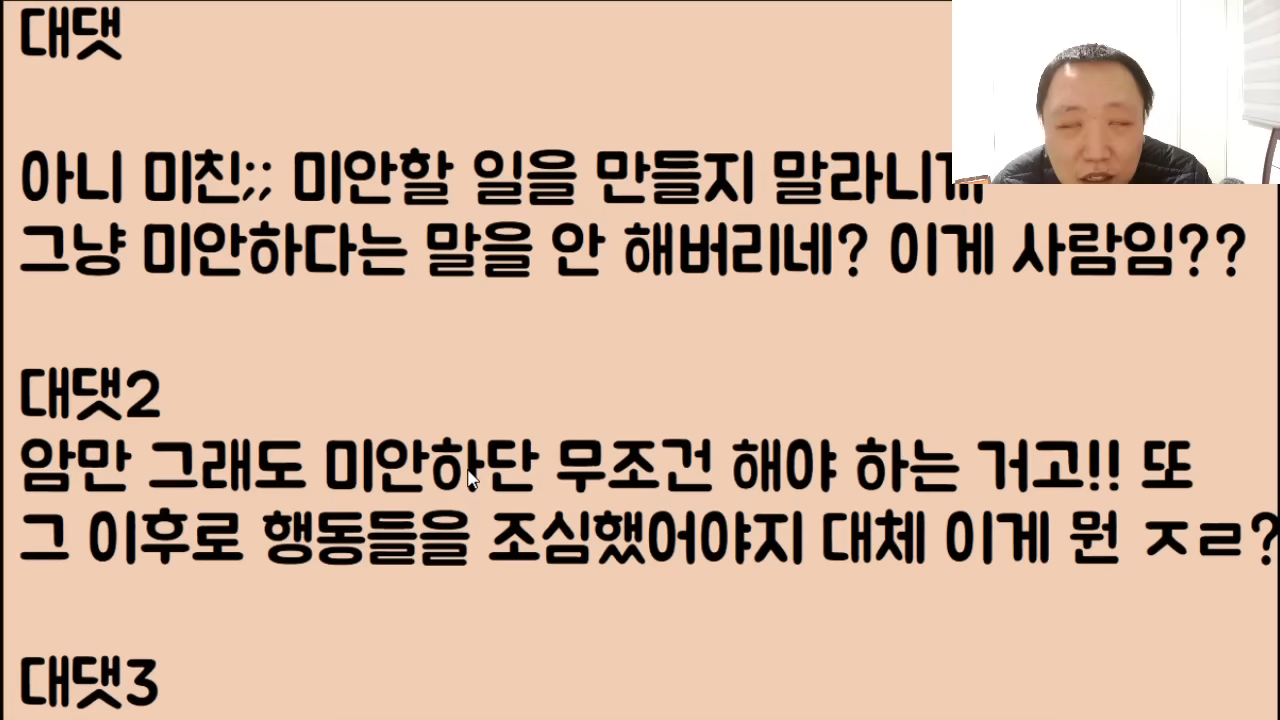 대댓
아니 미친;; 미안할 일을 만들지 말라니까
그냥 미안하다는 말을 안 해버리네? 이게 사람임??
대댓2
암만 그래도 미안하단 무조건 해야 하는 거고!! 또
그 이후로 행동들을 조심했어야지 대체 이게 뭔 ㅈㄹ?
대댓3